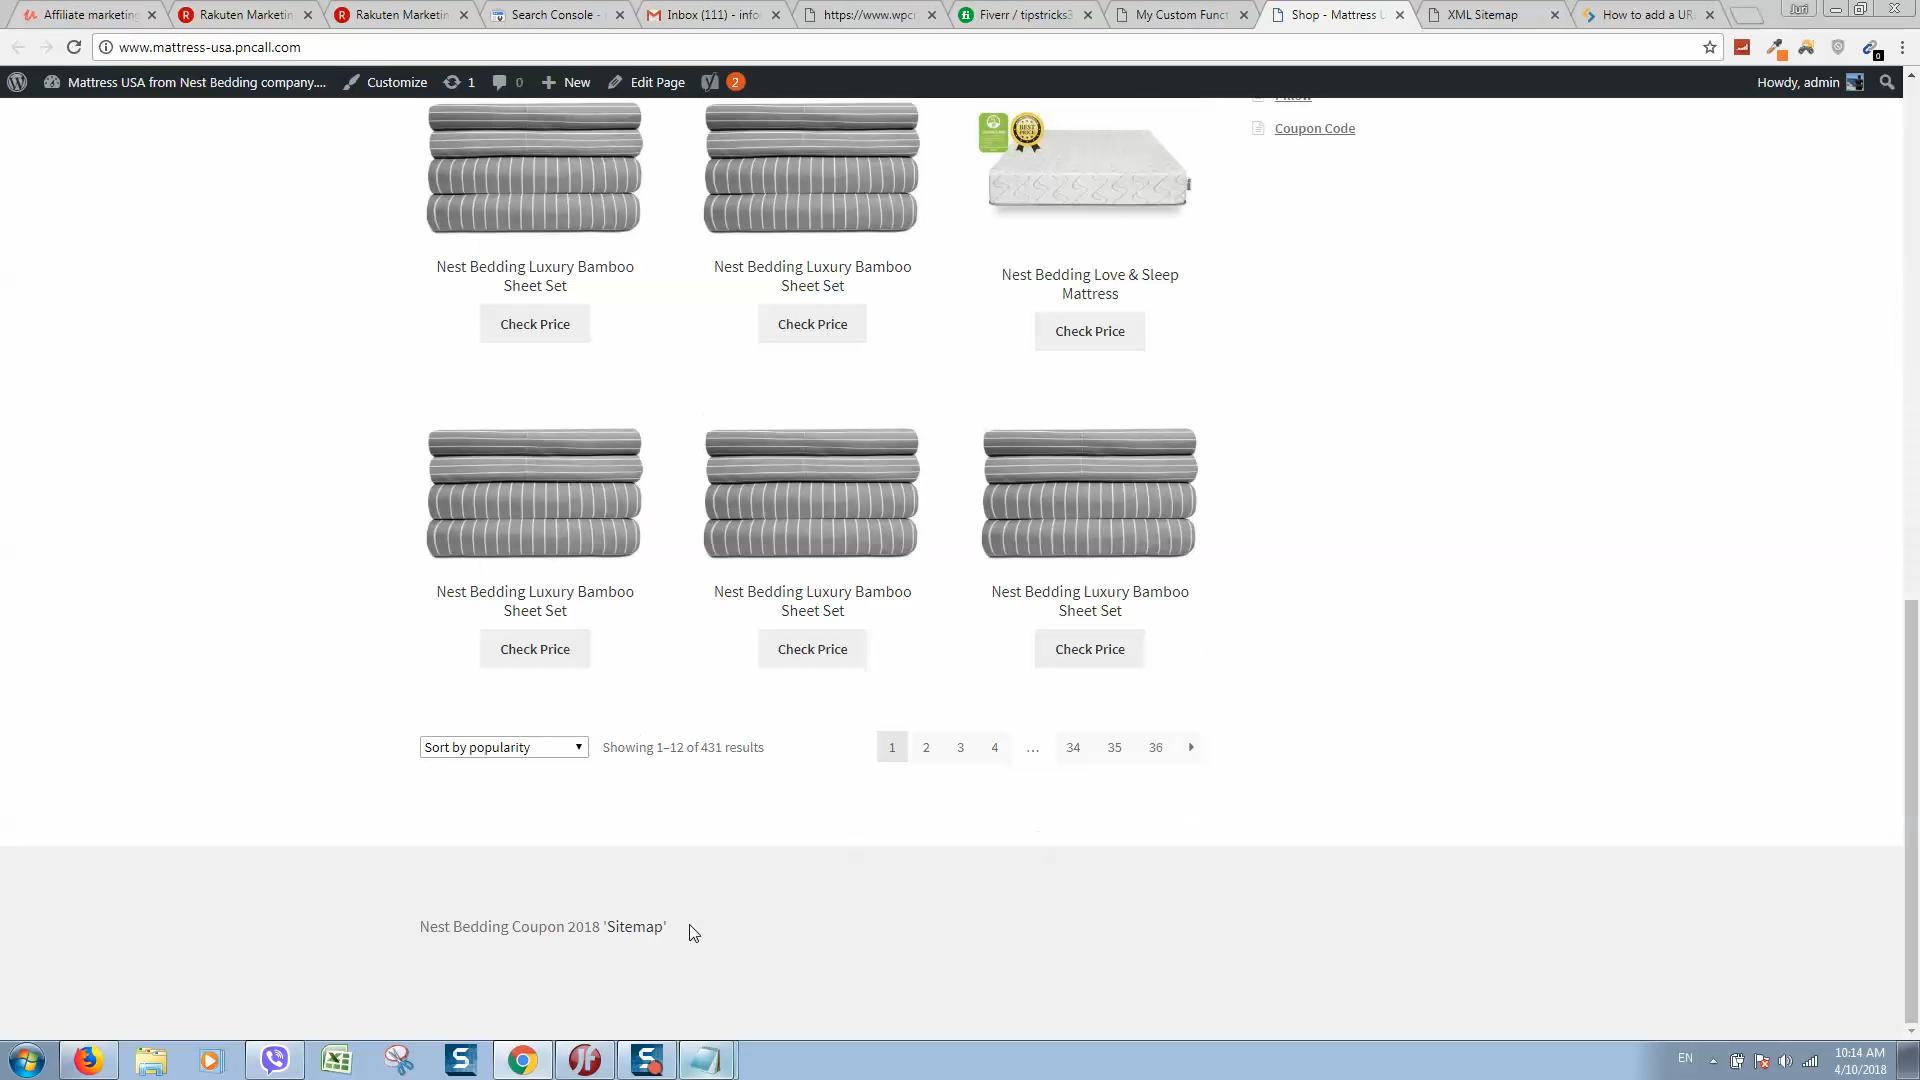 Affiliate marketing
Rakuten Marketin
Rakuten Marketin
Search Console -
Inbox (111) - info
https://www.wpc
Fiverr / tipstricks3
My Custom Funct
Shop - Mattress U
XML Sitemap
How to add a UR
Juri
www.mattress-usa.pncall.com
0
Mattress USA from Nest Bedding company....
Customize
1
0
New
Edit Page
2
Howdy, admin
Pillow
Coupon Code
BEST
PRICE
Nest Bedding Luxury Bamboo
Sheet Set
Check Price
Nest Bedding Luxury Bamboo
Sheet Set
Check Price
Nest Bedding Love & Sleep
Mattress
Check Price
Nest Bedding Luxury Bamboo
Sheet Set
Check Price
Nest Bedding Luxury Bamboo
Sheet Set
Check Price
Nest Bedding Luxury Bamboo
Sheet Set
Check Price
Sort by popularity
Showing 1–12 of 431 results
1 2 3 4 … 34 35 36
Nest Bedding Coupon 2018 'Sitemap'
EN
10:14 AM
4/10/2018